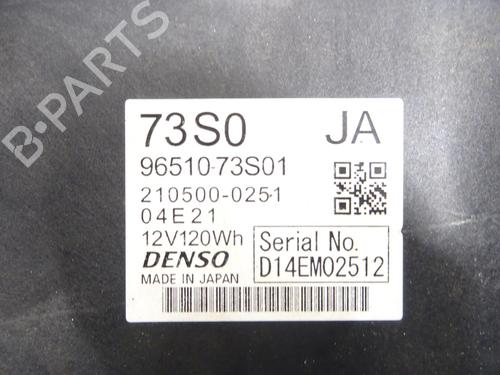 B-PARTS
73S0 JA
96510-73S01
210500-0251
04E21
12V120Wh
DENSO
MADE IN JAPAN
Serial No.
D14EM02512